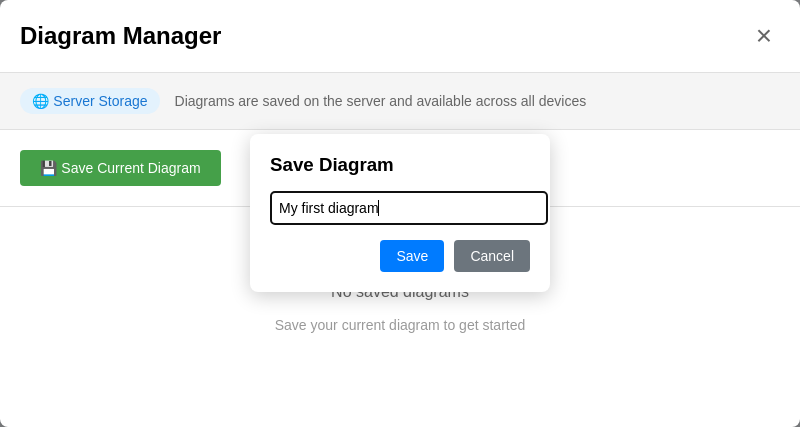 Diagram Manager
✕
🌐 Server Storage Diagrams are saved on the server and available across all devices
💾 Save Current Diagram
Save Diagram
My first diagram
Save Cancel
No saved diagrams
Save your current diagram to get started